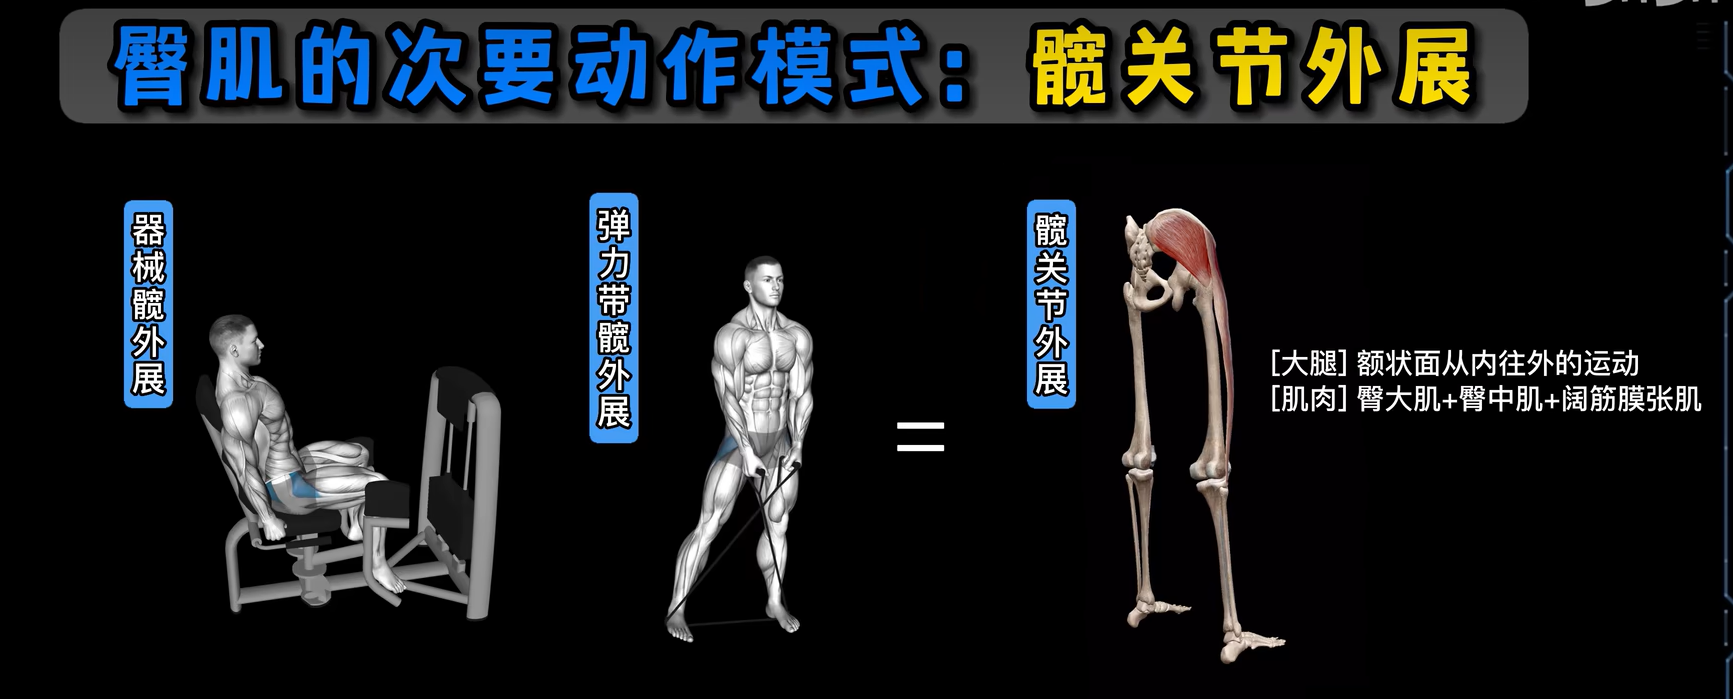 臀肌的次要动作模式：髋关节外展
器械髋外展
弹力带髋外展
髋关节外展
[大腿] 额状面从内往外的运动
[肌肉] 臀大肌+臀中肌+阔筋膜张肌